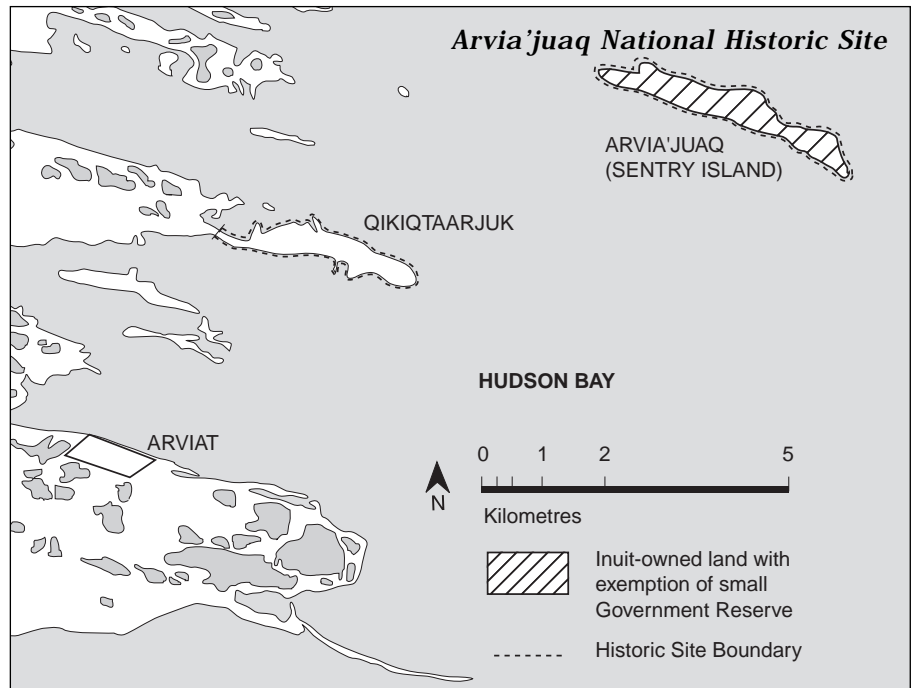 Arvia'juaq National Historic Site
ARVIA'JUAQ
(SENTRY ISLAND)
QIKIQTAARJUK
HUDSON BAY
ARVIAT
0 1 2 5
N
Kilometres
Inuit-owned land with
exemption of small
Government Reserve
Historic Site Boundary